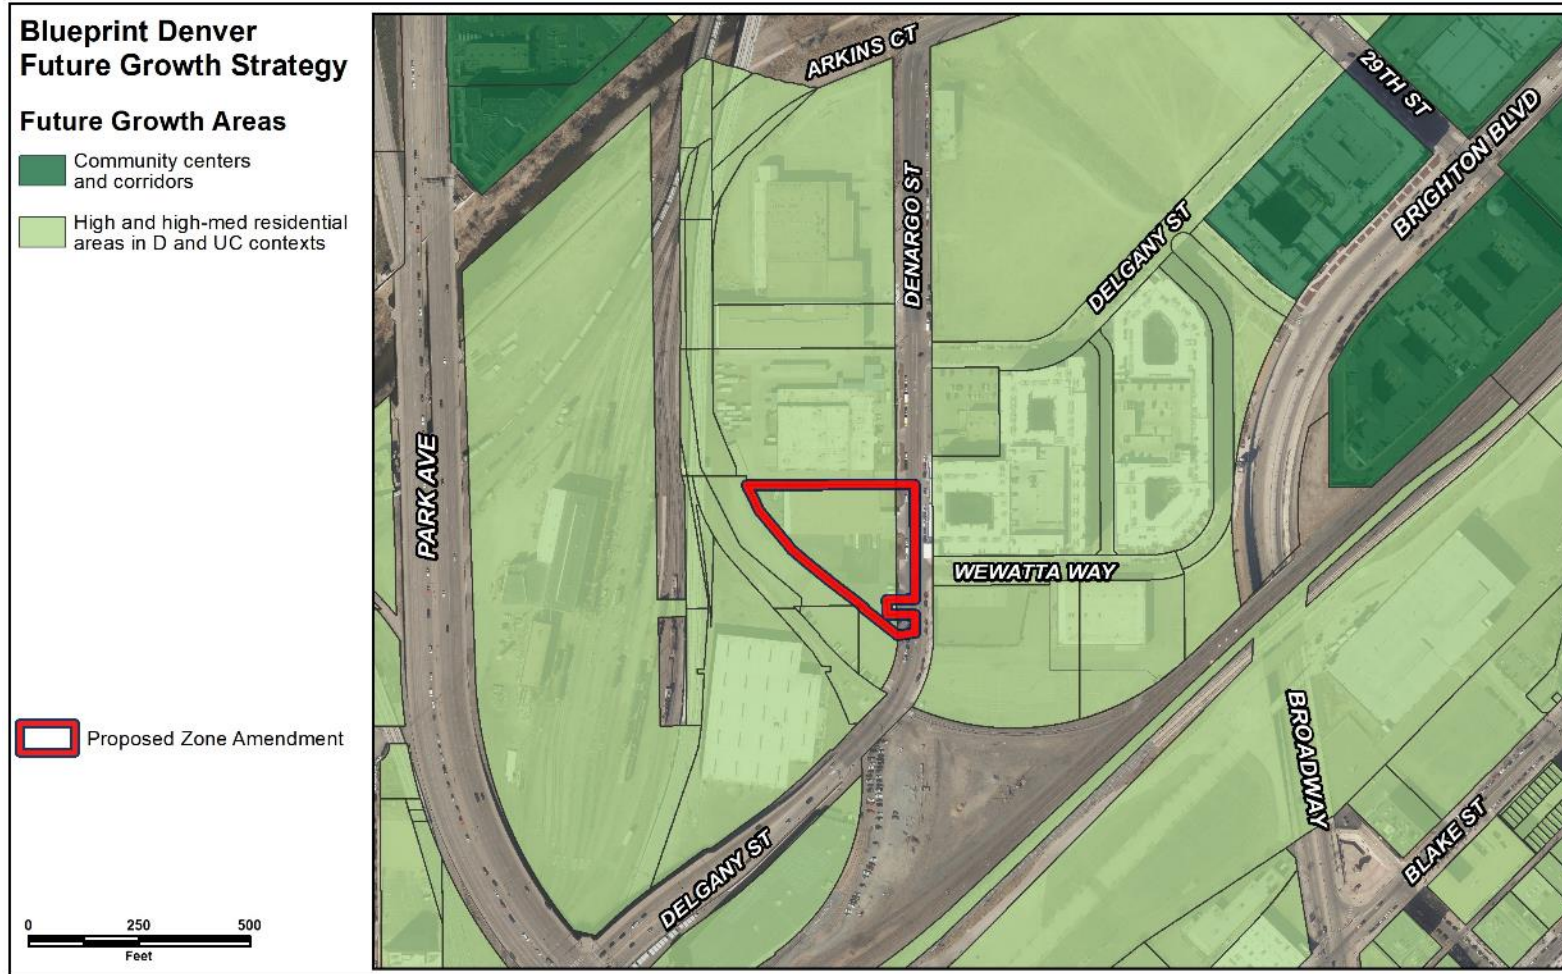 Blueprint Denver
Future Growth Strategy
Future Growth Areas
Community centers
and corridors
High and high-med residential
areas in D and UC contexts
Proposed Zone Amendment
0 250 500
Feet
ARKINS CT
29TH ST
BRIGHTON BLVD
DENARGO ST
DELGANY ST
PARK AVE
WEWATTA WAY
BROADWAY
BLAKE ST
DELGANY ST